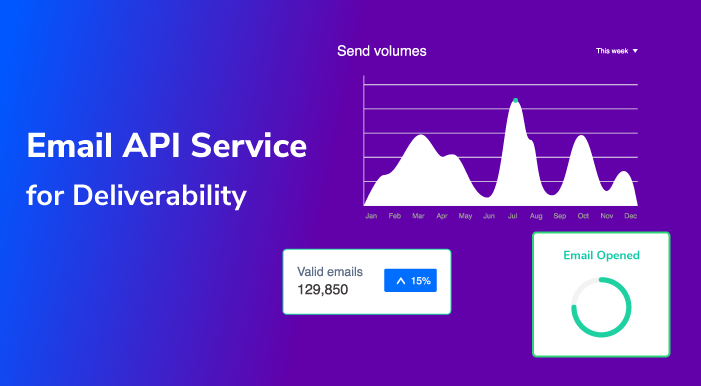 Send volumes
This week
Email API Service
for Deliverability
Jan Feb Mar Apr May Jun Jul Aug Sep Oct Nov Dec
Email Opened
Valid emails
129,850
15%